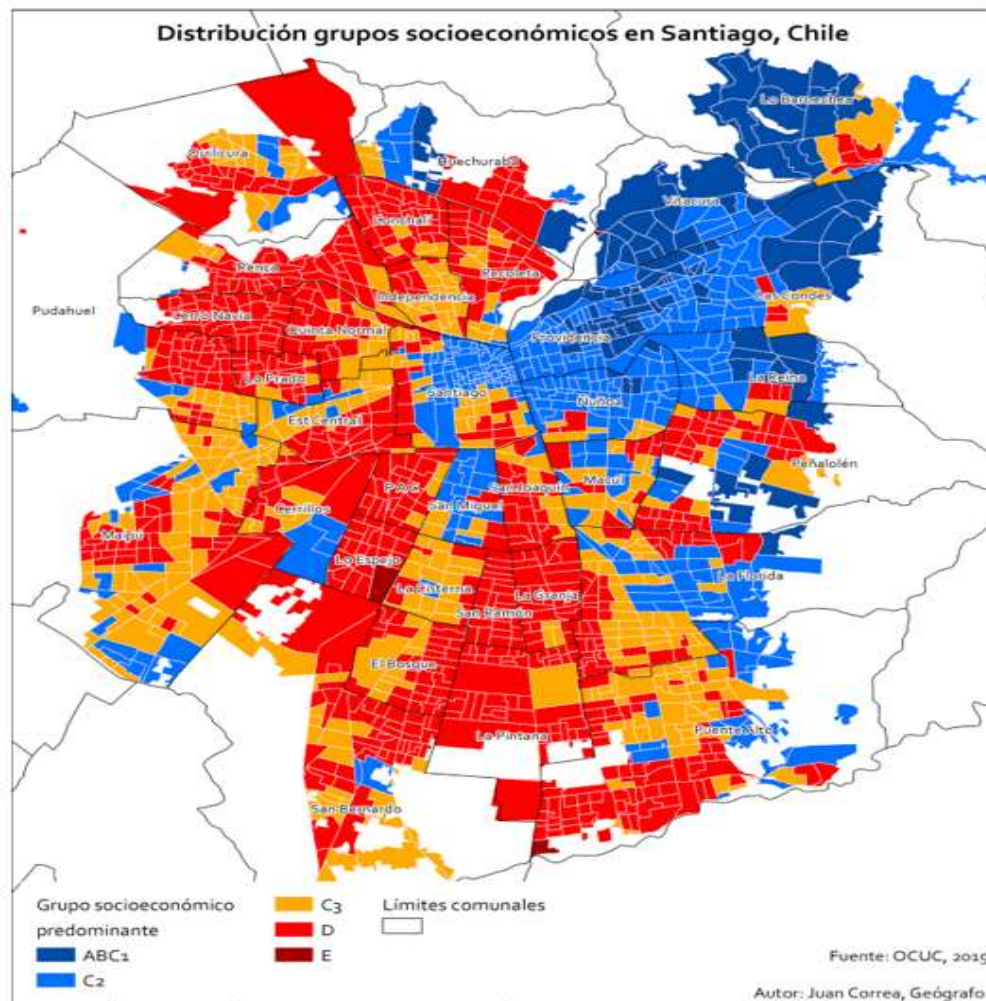 Distribución grupos socioeconómicos en Santiago, Chile
Lo Barnechea
Quilicura
Huechuraba
Vitacura
Conchalí
Renca
Recoleta
Independencia
Las Condes
Pudahuel
Cerro Navia
Quinta Normal
Providencia
Lo Prado
La Reina
Santiago
Ñuñoa
Est Central
Peñalolén
Macul
P.A.C
San Joaquín
Cerrillos
San Miguel
Maipú
Lo Espejo
La Florida
La Cisterna
La Granja
San Ramón
El Bosque
Puente Alto
La Pintana
San Bernardo
Grupo socioeconómico
predominante
ABC1
C2
C3
D
E
Límites comunales
Fuente: OCUC, 2015
Autor: Juan Correa, Geógrafo